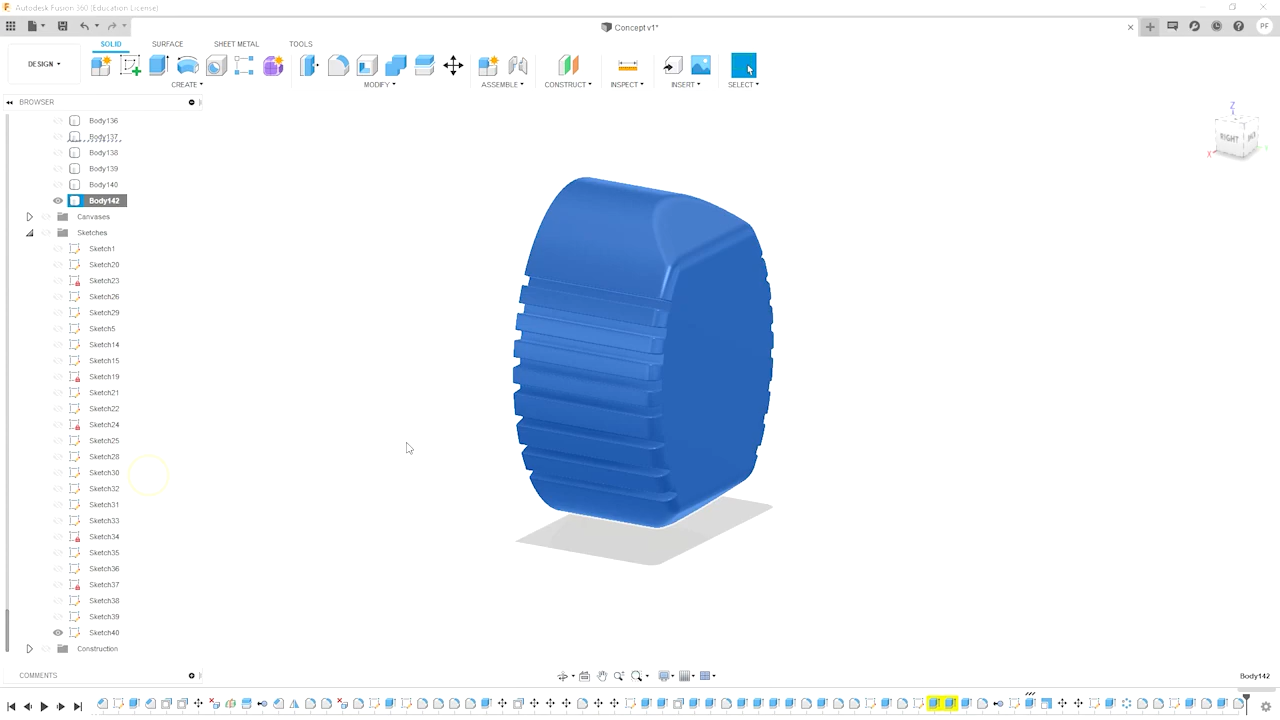 Autodesk Fusion 360 (Education License)
Concept v1*
PF
SOLID SURFACE SHEET METAL TOOLS
DESIGN
CREATE MODIFY ASSEMBLE CONSTRUCT INSPECT INSERT SELECT
BROWSER
Body136
Body137
Body138
Body139
Body140
Body142
Canvases
Sketches
Sketch1
Sketch20
Sketch23
Sketch26
Sketch29
Sketch5
Sketch14
Sketch15
Sketch19
Sketch21
Sketch22
Sketch24
Sketch25
Sketch28
Sketch30
Sketch32
Sketch31
Sketch33
Sketch34
Sketch35
Sketch36
Sketch37
Sketch38
Sketch39
Sketch40
Construction
COMMENTS
Z
RIGHT
X
Body142